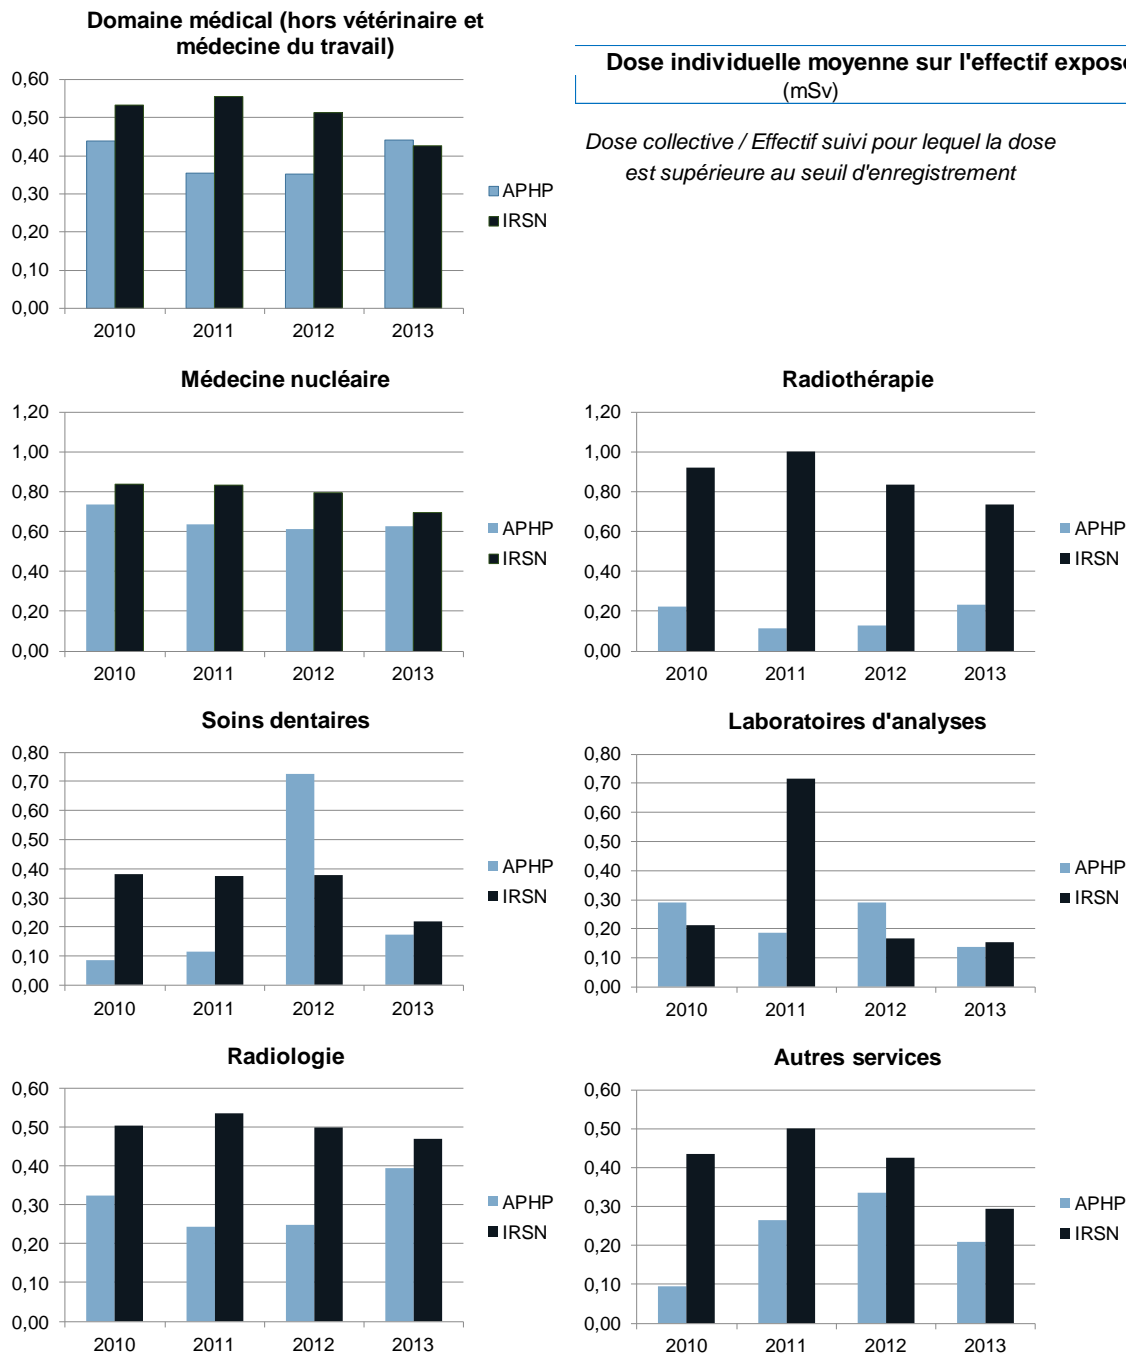 Domaine médical (hors vétérinaire et
médecine du travail)
0,60
0,50
0,40
0,30
0,20
0,10
0,00
2010 2011 2012 2013
APHP
IRSN
Dose individuelle moyenne sur l'effectif exposé
(mSv)
Dose collective / Effectif suivi pour lequel la dose
est supérieure au seuil d'enregistrement
Médecine nucléaire
1,20
1,00
0,80
0,60
0,40
0,20
0,00
2010 2011 2012 2013
APHP
IRSN
Radiothérapie
1,20
1,00
0,80
0,60
0,40
0,20
0,00
2010 2011 2012 2013
APHP
IRSN
Soins dentaires
0,80
0,70
0,60
0,50
0,40
0,30
0,20
0,10
0,00
2010 2011 2012 2013
APHP
IRSN
Laboratoires d'analyses
0,80
0,70
0,60
0,50
0,40
0,30
0,20
0,10
0,00
2010 2011 2012 2013
APHP
IRSN
Radiologie
0,60
0,50
0,40
0,30
0,20
0,10
0,00
2010 2011 2012 2013
APHP
IRSN
Autres services
0,60
0,50
0,40
0,30
0,20
0,10
0,00
2010 2011 2012 2013
APHP
IRSN